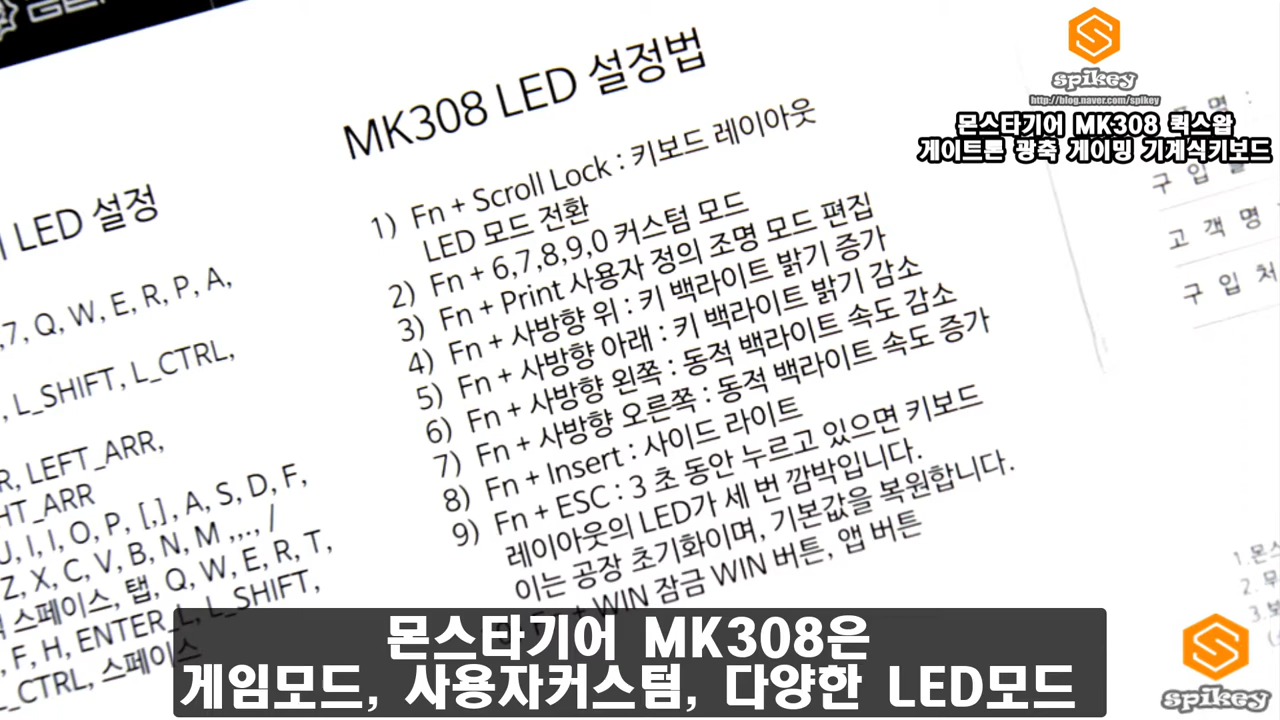 spikey
http://blog.naver.com/spikey
몬스타기어 MK308 퀵스왑
게이트론 광축 게이밍 기계식키보드
LED 설정
7, Q, W, E, R, P, A,
L_SHIFT, L_CTRL,
R, LEFT_ARR,
HT_ARR
U, I, I, O, P, [,], A, S, D, F,
Z, X, C, V, B, N, M ,,.., /
스페이스, 탭, Q, W, E, R, T,
F, H, ENTER_L, L_SHIFT,
_CTRL, 스페이스
MK308 LED 설정법
1) Fn + Scroll Lock : 키보드 레이아웃
LED 모드 전환
2) Fn + 6,7,8,9,0 커스텀 모드
3) Fn + Print 사용자 정의 조명 모드 편집
4) Fn + 사방향 위 : 키 백라이트 밝기 증가
5) Fn + 사방향 아래 : 키 백라이트 밝기 감소
6) Fn + 사방향 왼쪽 : 동적 백라이트 속도 감소
7) Fn + 사방향 오른쪽 : 동적 백라이트 속도 증가
8) Fn + Insert : 사이드 라이트
9) Fn + ESC : 3 초 동안 누르고 있으면 키보드
레이아웃의 LED가 세 번 깜박입니다.
이는 공장 초기화이며, 기본값을 복원합니다.
Fn + WIN 잠금 WIN 버튼, 앱 버튼
명 :
구 입
고 객 명
구 입 처
1. 몬스
2. 무
3. 보
몬스타기어 MK308은
게임모드, 사용자커스텀, 다양한 LED모드
spikey